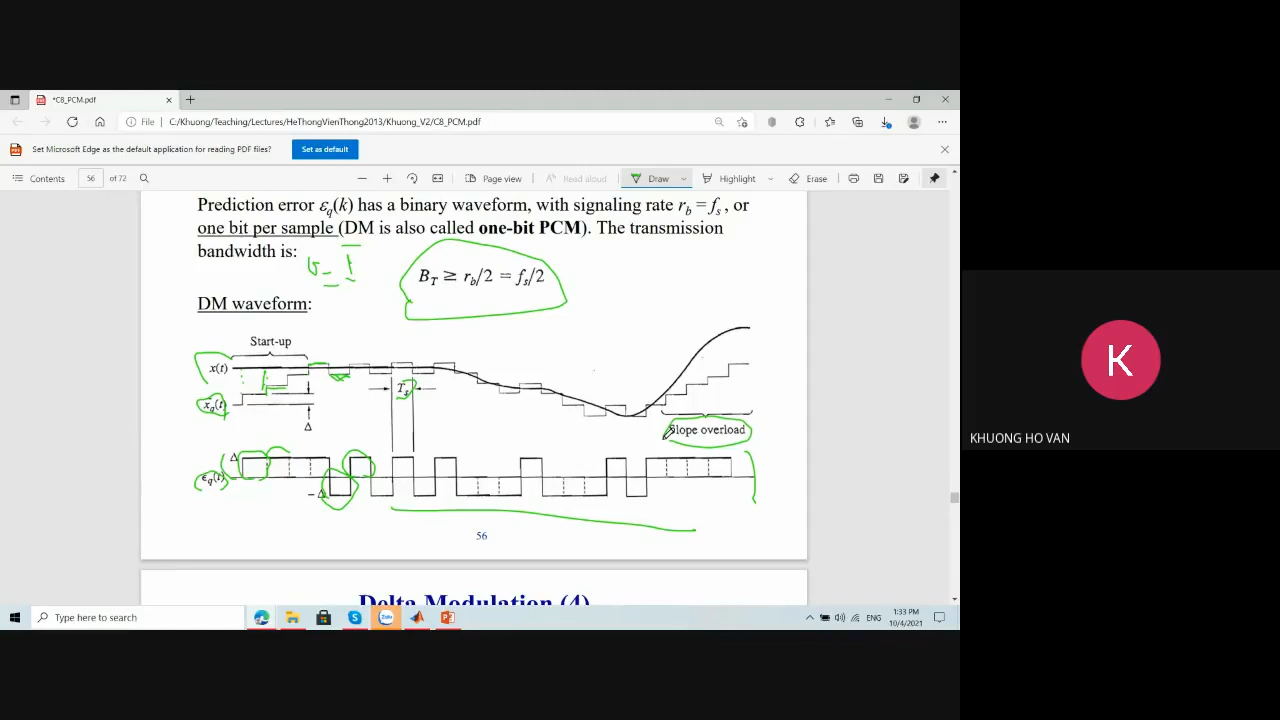 *C8_PCM.pdf
File
C:/Khuong/Teaching/Lectures/HeThongVienThong2013/Khuong_V2/C8_PCM.pdf
Set Microsoft Edge as the default application for reading PDF files?
Set as default
Contents
56
of 72
Page view
Read aloud
Draw
Highlight
Erase
Prediction error εq(k) has a binary waveform, with signaling rate rb = fs , or
one bit per sample (DM is also called one-bit PCM). The transmission
bandwidth is:
BT ≥ rb/2 = fs/2
DM waveform:
Start-up
x(t)
xq(t)
Ts
Δ
Slope overload
Δ
εq(t)
−Δ
56
Delta Modulation (4)
KHUONG HO VAN
K
Type here to search
Zalo
ENG
1:33 PM
10/4/2021